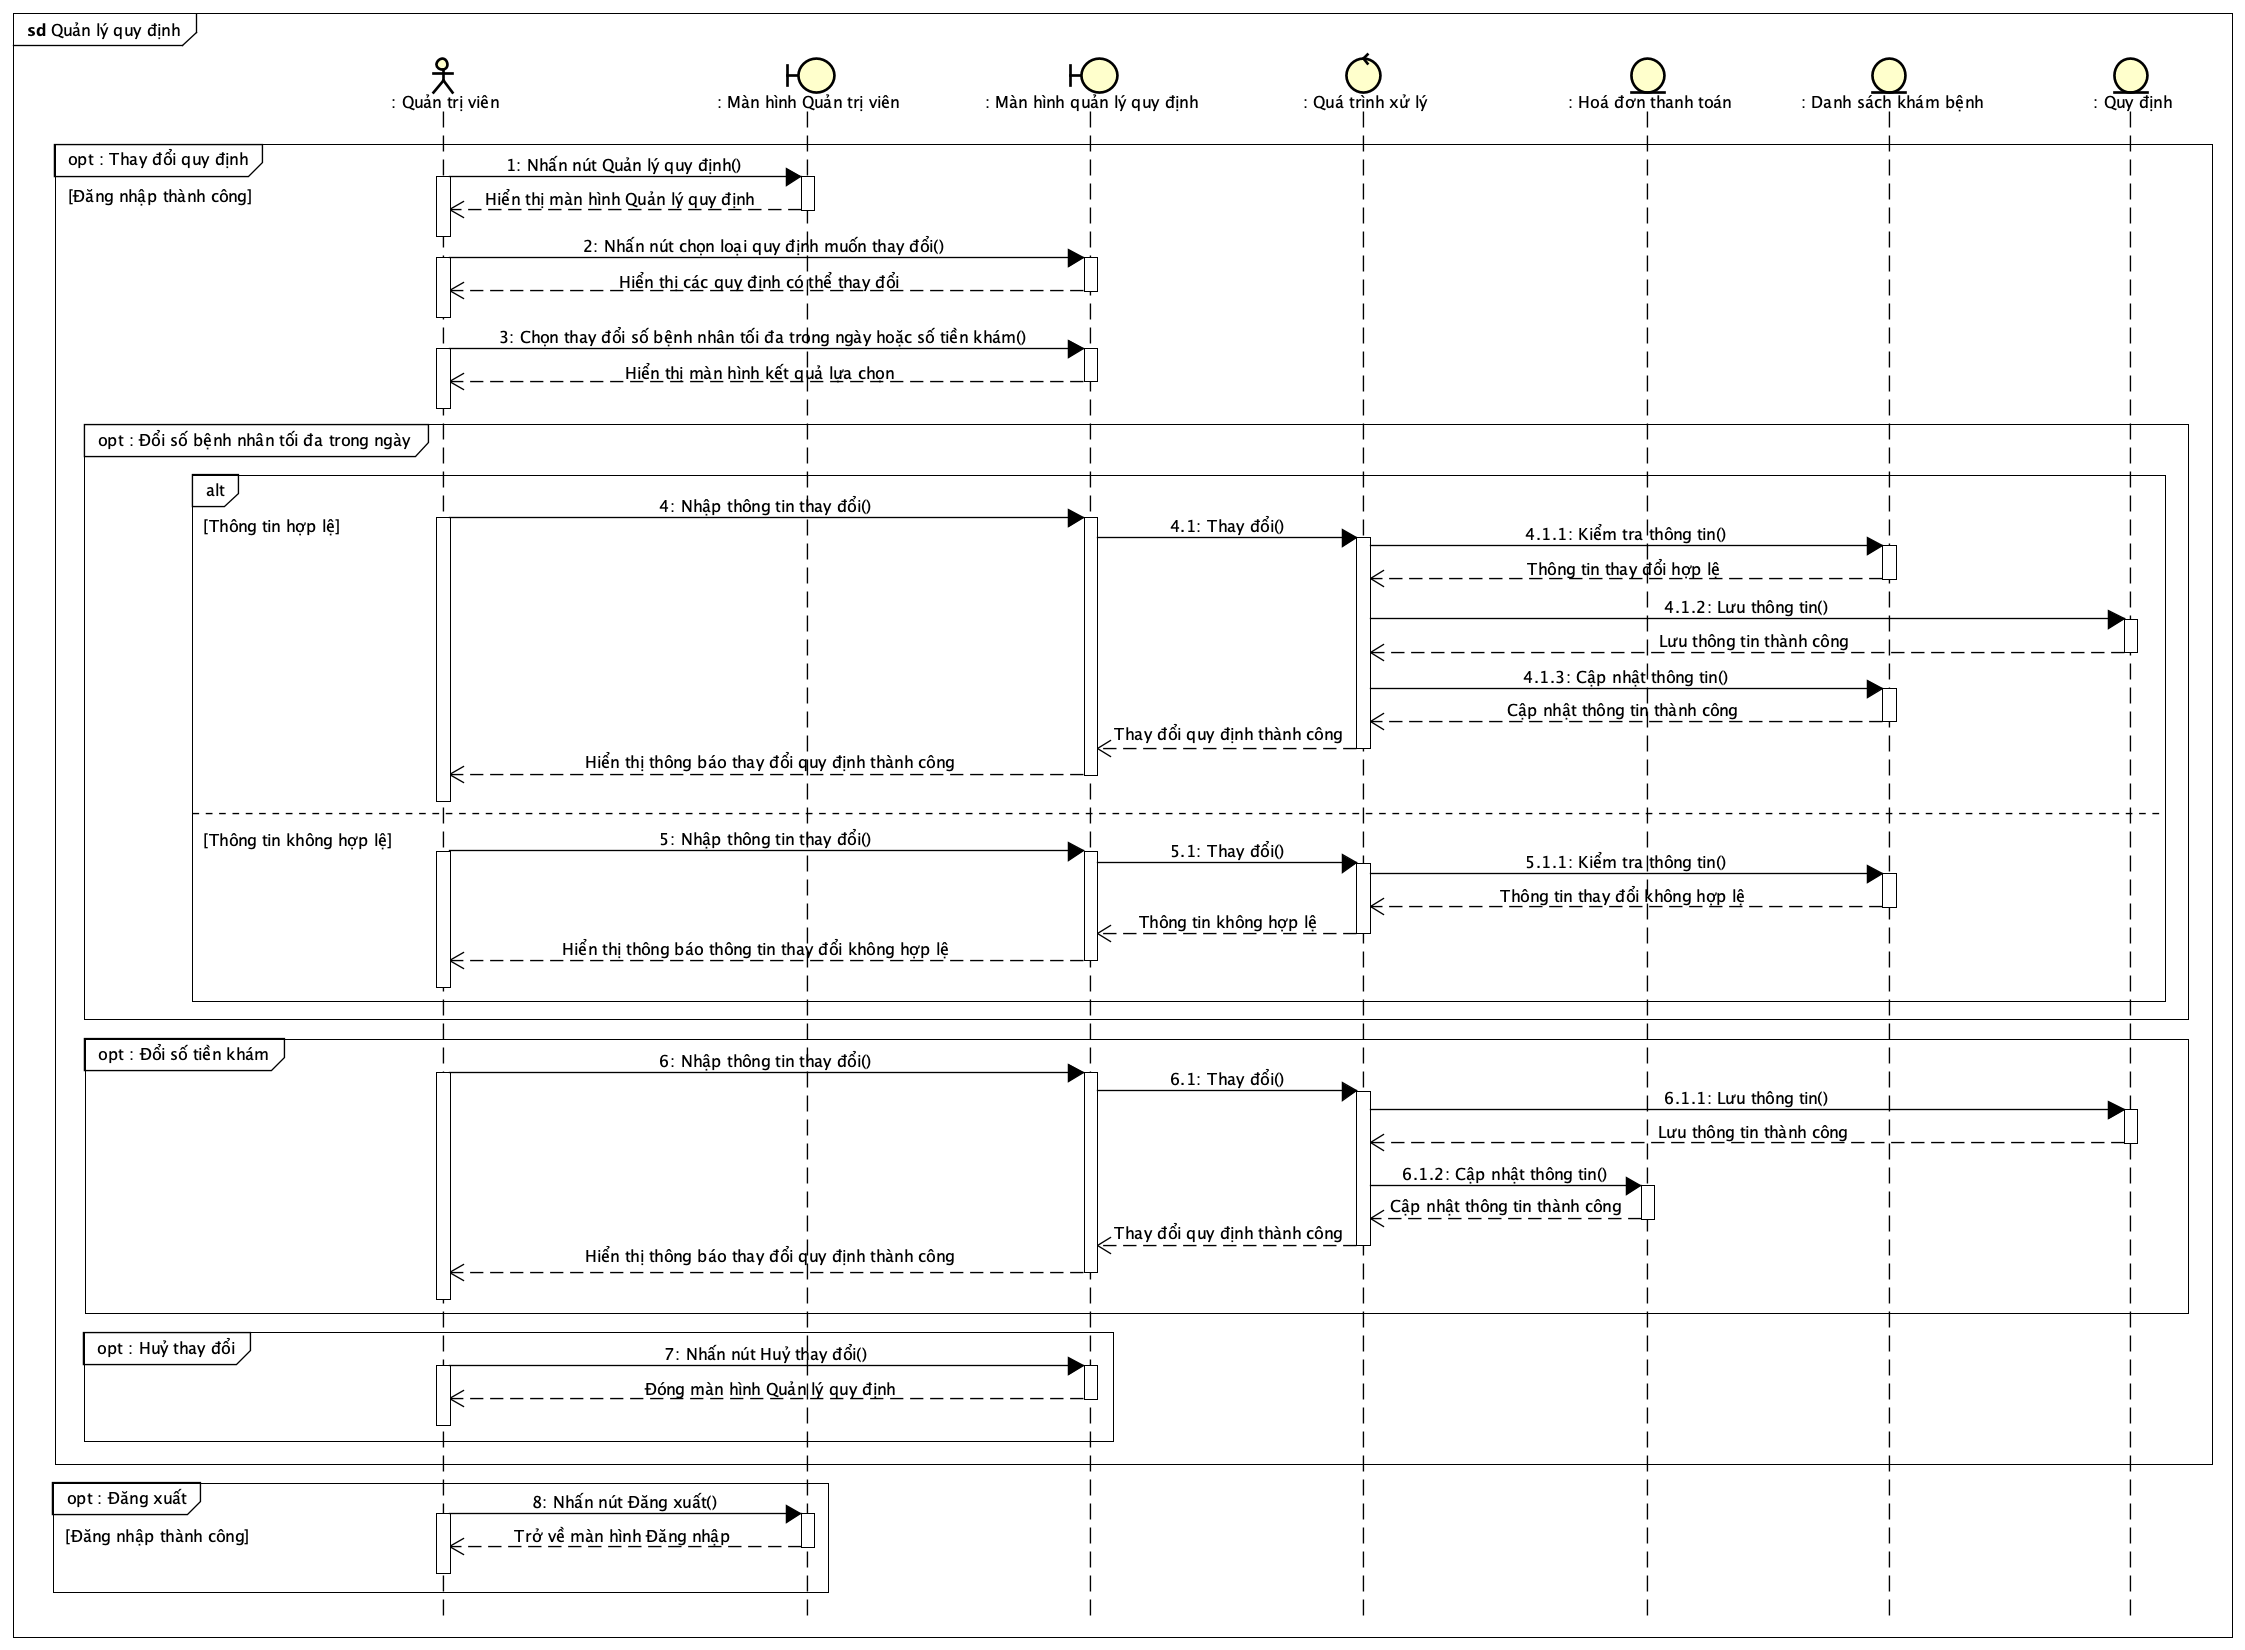 sd Quản lý quy định
: Quản trị viên
: Màn hình Quản trị viên
: Màn hình quản lý quy định
: Quá trình xử lý
: Hoá đơn thanh toán
: Danh sách khám bệnh
: Quy định
opt : Thay đổi quy định
[Đăng nhập thành công]
1: Nhấn nút Quản lý quy định()
Hiển thị màn hình Quản lý quy định
2: Nhấn nút chọn loại quy định muốn thay đổi()
Hiển thị các quy định có thể thay đổi
3: Chọn thay đổi số bệnh nhân tối đa trong ngày hoặc số tiền khám()
Hiển thị màn hình kết quả lựa chọn
opt : Đổi số bệnh nhân tối đa trong ngày
alt
[Thông tin hợp lệ]
4: Nhập thông tin thay đổi()
4.1: Thay đổi()
4.1.1: Kiểm tra thông tin()
Thông tin thay đổi hợp lệ
4.1.2: Lưu thông tin()
Lưu thông tin thành công
4.1.3: Cập nhật thông tin()
Cập nhật thông tin thành công
Thay đổi quy định thành công
Hiển thị thông báo thay đổi quy định thành công
[Thông tin không hợp lệ]
5: Nhập thông tin thay đổi()
5.1: Thay đổi()
5.1.1: Kiểm tra thông tin()
Thông tin thay đổi không hợp lệ
Thông tin không hợp lệ
Hiển thị thông báo thông tin thay đổi không hợp lệ
opt : Đổi số tiền khám
6: Nhập thông tin thay đổi()
6.1: Thay đổi()
6.1.1: Lưu thông tin()
Lưu thông tin thành công
6.1.2: Cập nhật thông tin()
Cập nhật thông tin thành công
Thay đổi quy định thành công
Hiển thị thông báo thay đổi quy định thành công
opt : Huỷ thay đổi
7: Nhấn nút Huỷ thay đổi()
Đóng màn hình Quản lý quy định
opt : Đăng xuất
[Đăng nhập thành công]
8: Nhấn nút Đăng xuất()
Trở về màn hình Đăng nhập